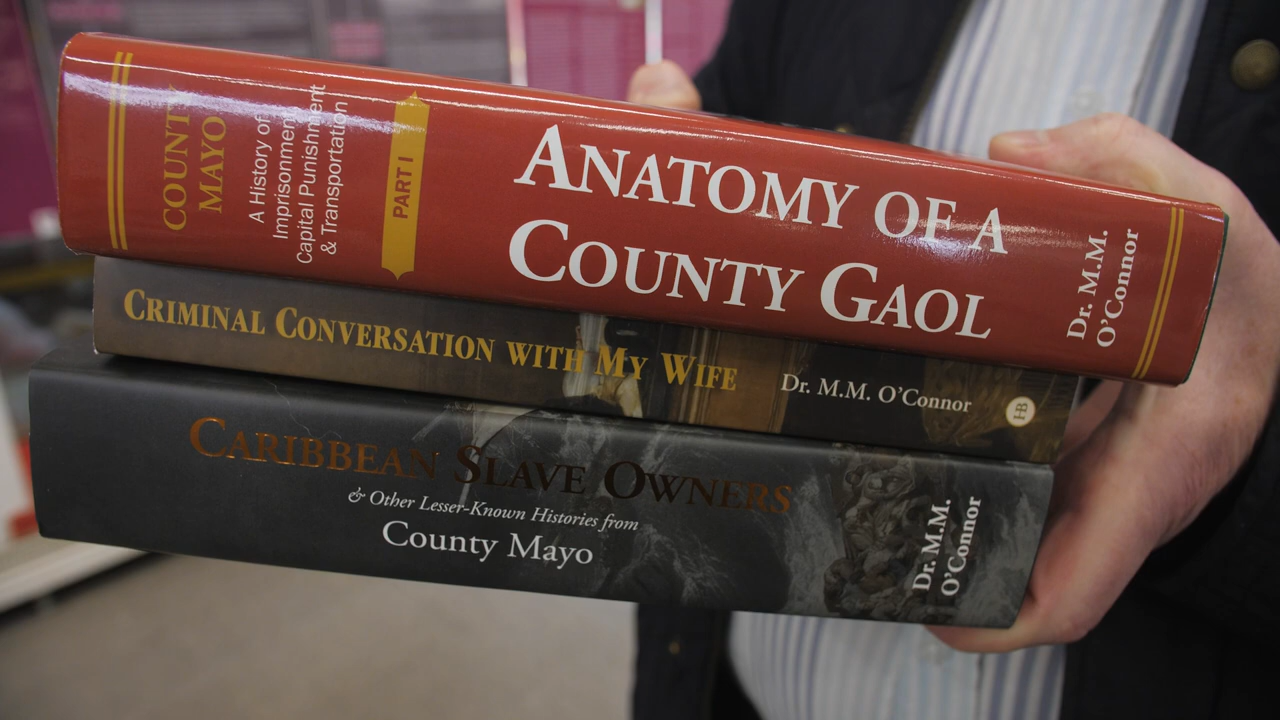 COUNTY
MAYO
A History of
Imprisonment
Capital Punishment
& Transportation
PART I
ANATOMY OF A
COUNTY GAOL
Dr. M.M.
O'Connor
CRIMINAL CONVERSATION WITH MY WIFE
Dr. M.M. O'Connor
HB
CARIBBEAN SLAVE OWNERS
& Other Lesser-Known Histories from
County Mayo
Dr. M.M.
O'Connor